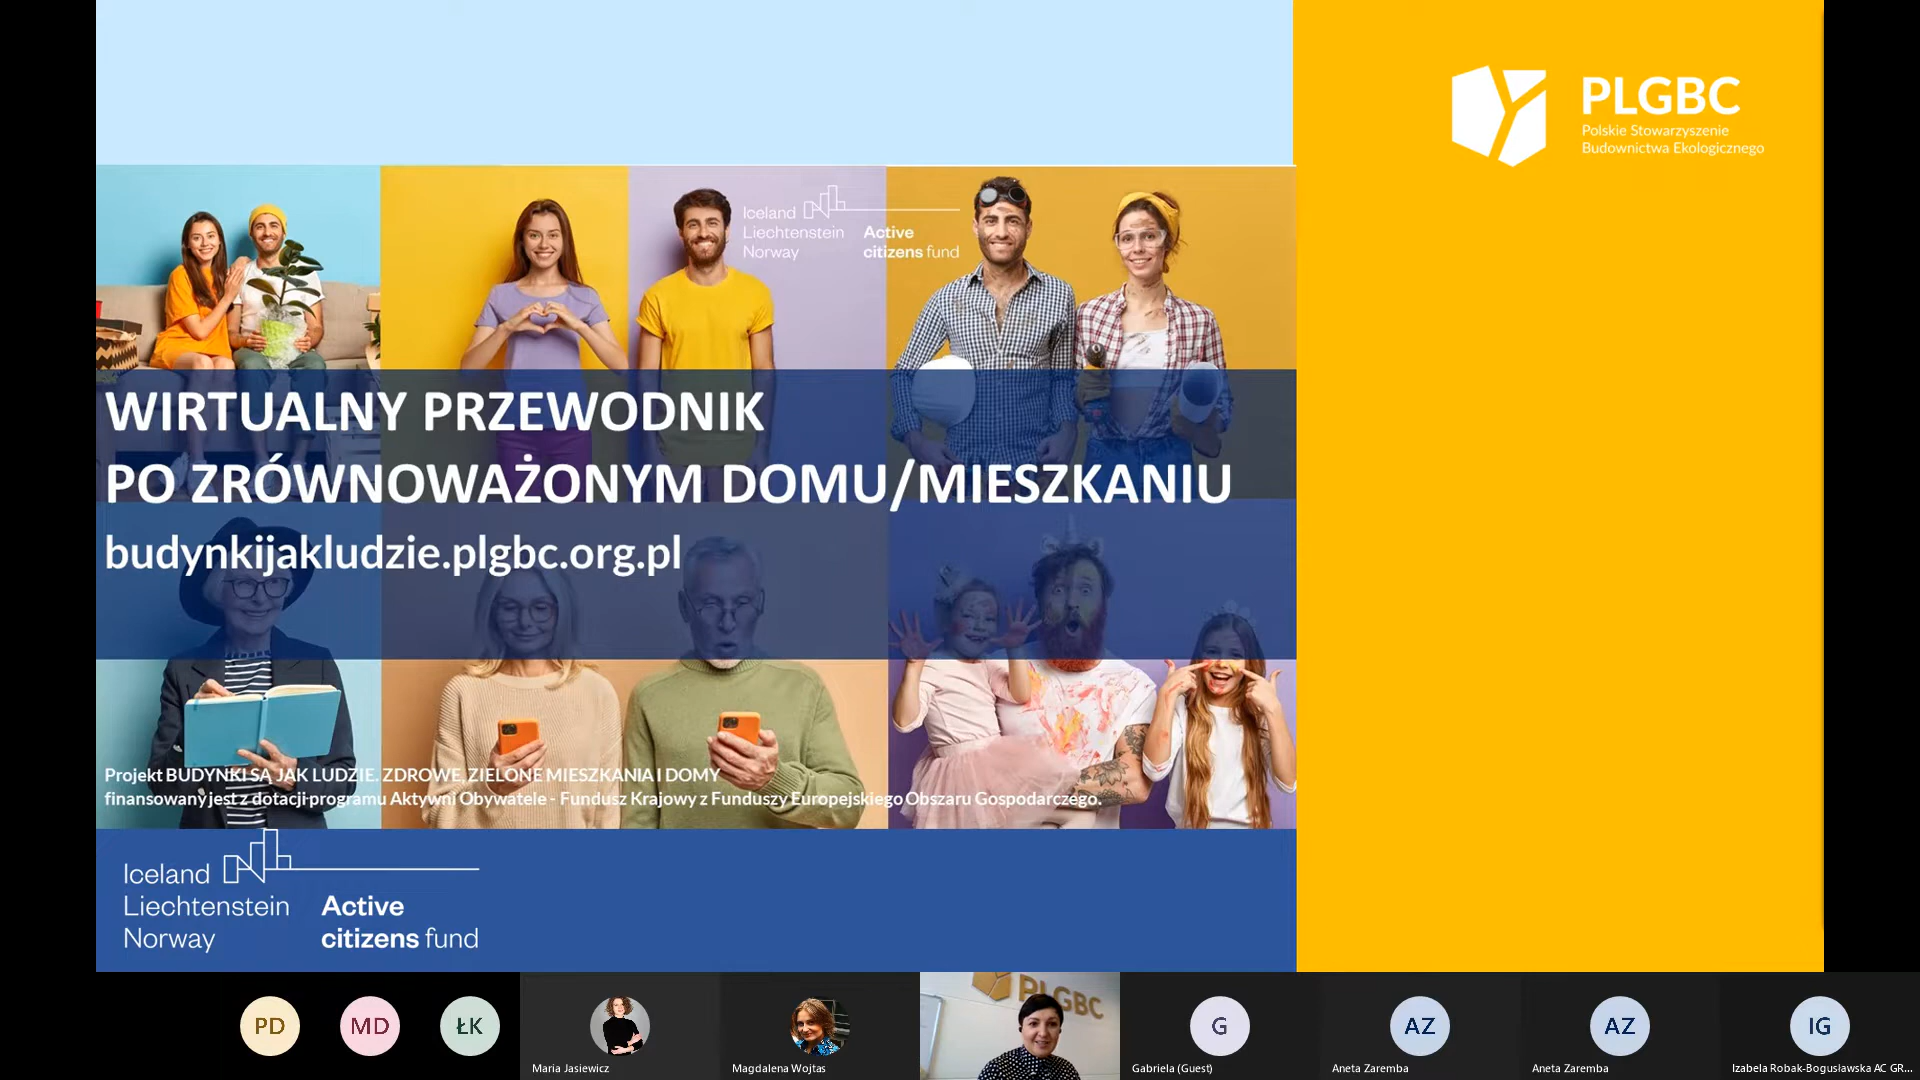 PLGBC
Polskie Stowarzyszenie
Budownictwa Ekologicznego
Iceland
Liechtenstein
Norway
Active
citizens fund
WIRTUALNY PRZEWODNIK
PO ZRÓWNOWAŻONYM DOMU/MIESZKANIU
budynkijakludzie.plgbc.org.pl
Projekt BUDYNKI SĄ JAK LUDZIE. ZDROWE, ZIELONE MIESZKANIA I DOMY
finansowany jest z dotacji programu Aktywni Obywatele - Fundusz Krajowy z Funduszy Europejskiego Obszaru Gospodarczego.
Iceland
Liechtenstein
Norway
Active
citizens fund
PD
MD
ŁK
Maria Jasiewicz
Magdalena Wojtas
PLGBC
G
Gabriela (Guest)
AZ
Aneta Zaremba
AZ
Aneta Zaremba
IG
Izabela Robak-Bogusławska AC GR...